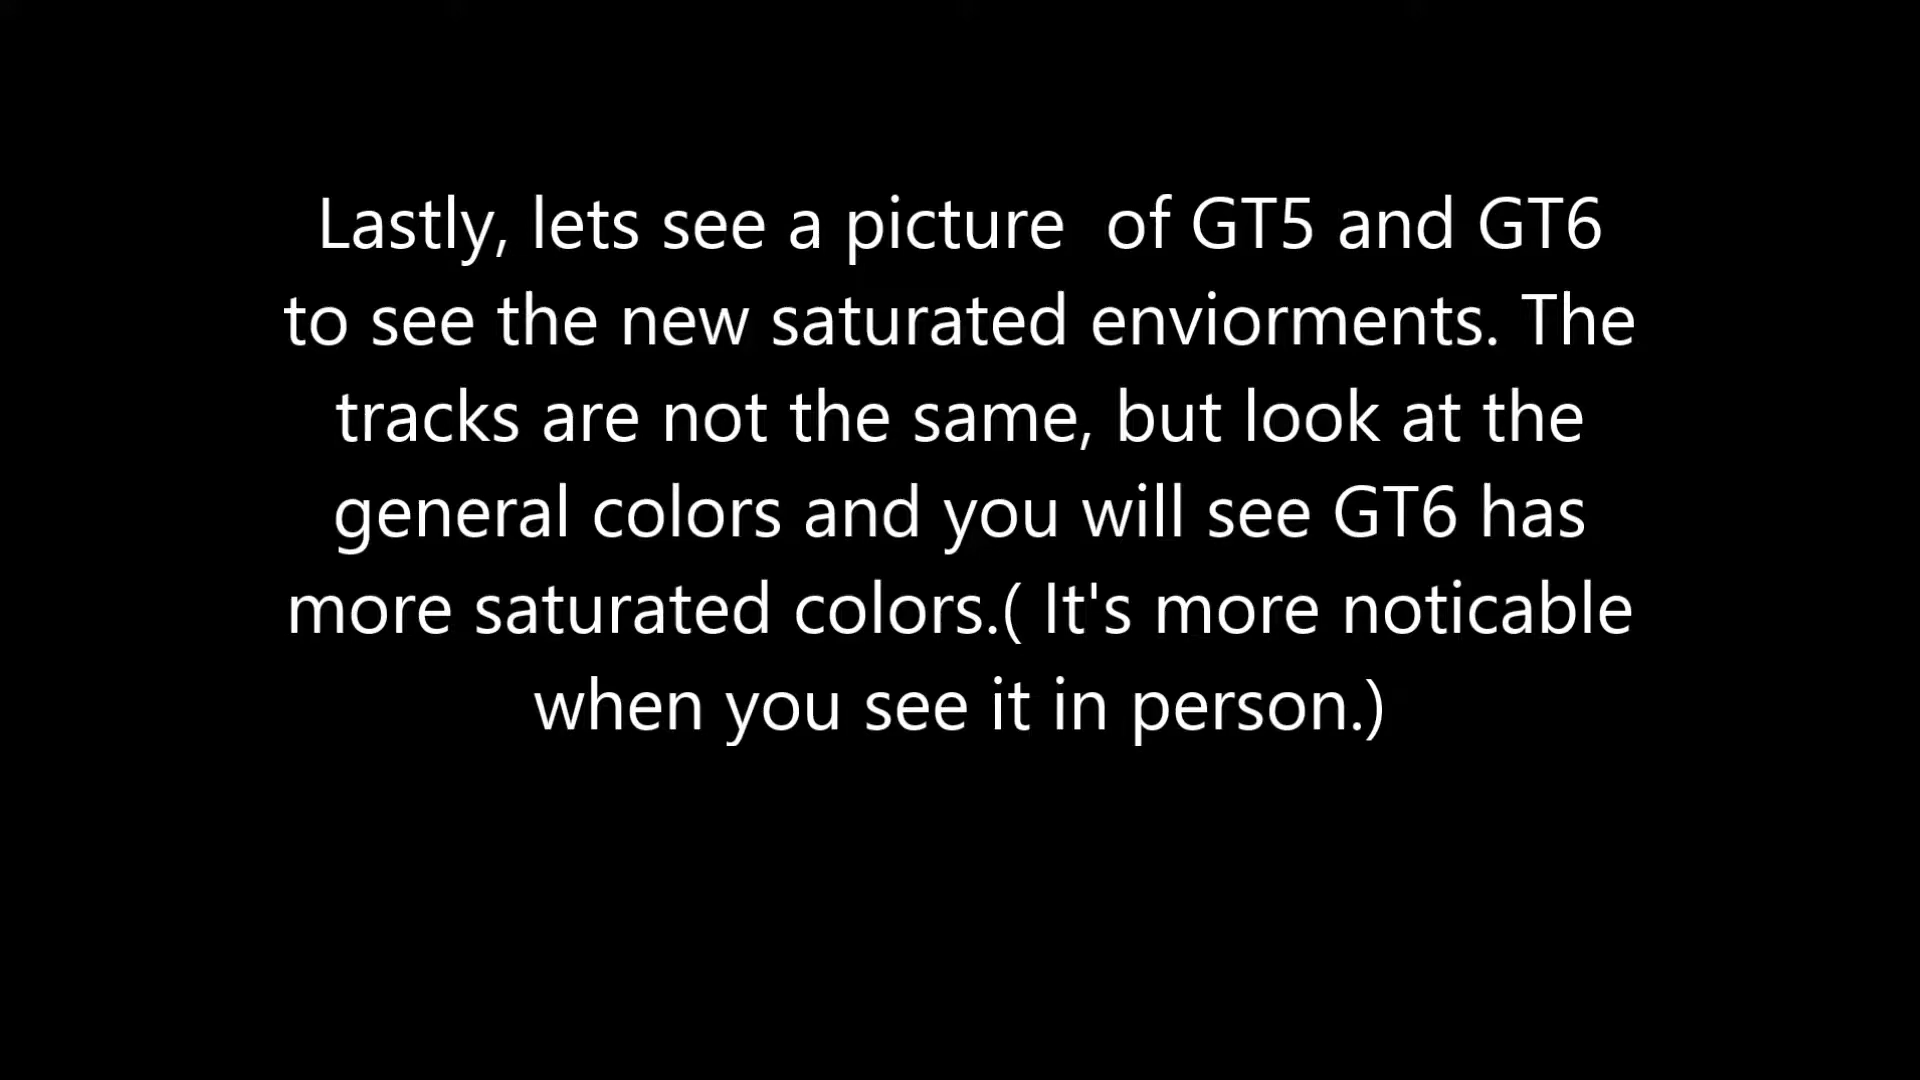 Lastly, lets see a picture  of GT5 and GT6
to see the new saturated enviorments. The
tracks are not the same, but look at the
general colors and you will see GT6 has
more saturated colors.( It's more noticable
when you see it in person.)